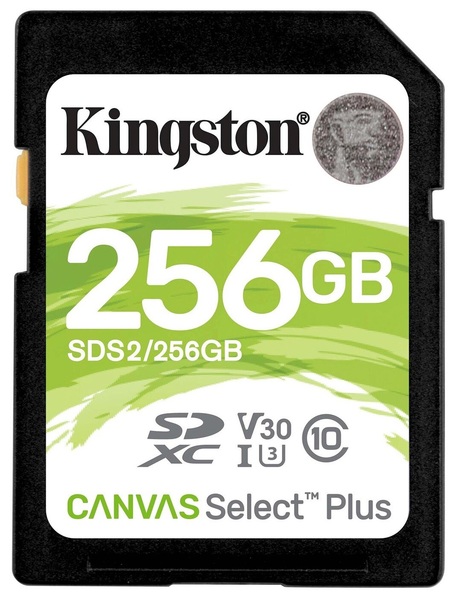 Kingston®
256GB
SDS2/256GB
SD XC
V30
I U3
10
CANVAS Select™ Plus